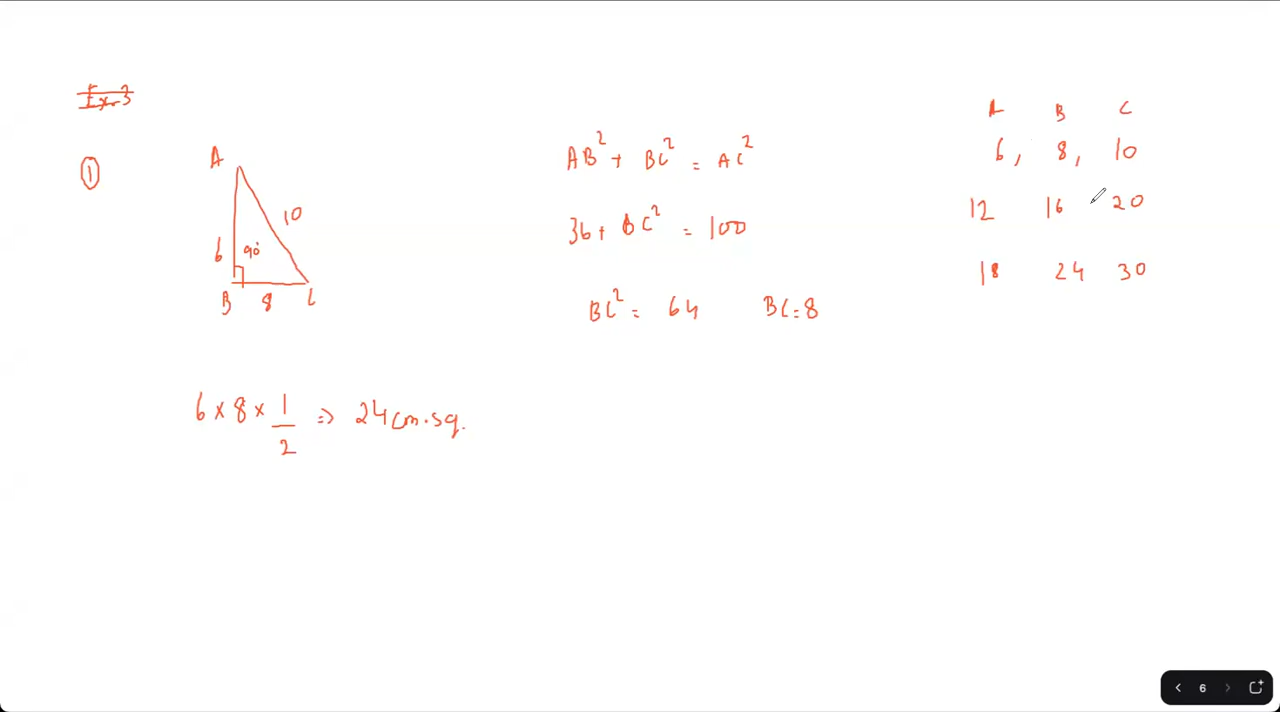 Ex.3
1
A
6
90°
10
B
8
C
AB² + BC² = AC²
36 + BC² = 100
BC² = 64 BC = 8
A B C
6, 8, 10
12 16 20
18 24 30
6 × 8 × 1/2 ⇒ 24 cm.sq.
6